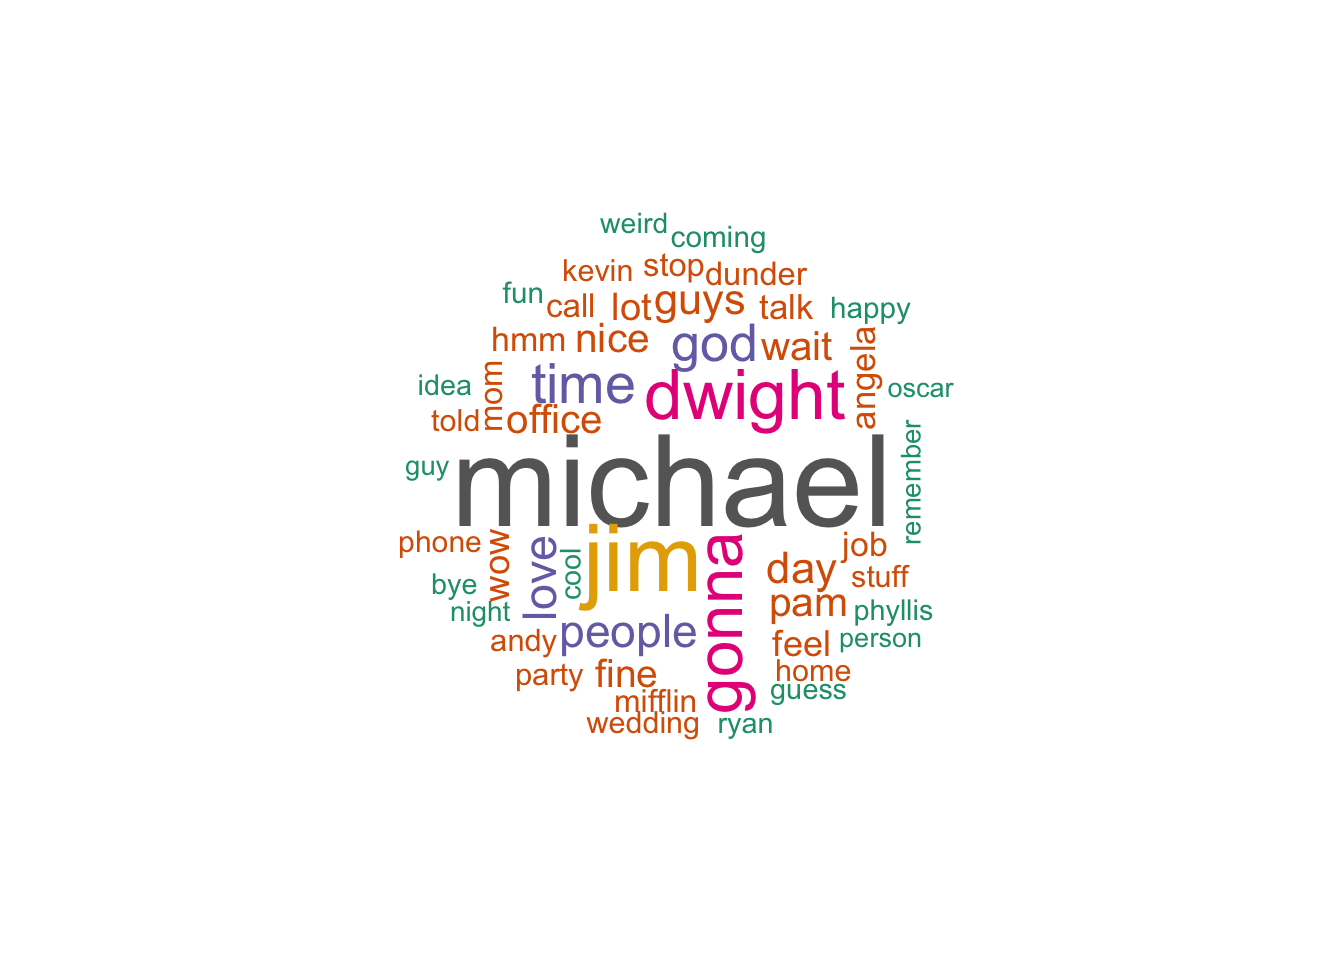 weird
coming
kevin
stop
dunder
fun
call
lot
guys
talk
happy
hmm
nice
god
wait
angela
idea
mom
time
dwight
oscar
told
office
guy
michael
remember
phone
wow
love
cool
jim
gonna
day
job
bye
stuff
night
pam
phyllis
andy
people
feel
person
party
fine
home
mifflin
guess
wedding
ryan